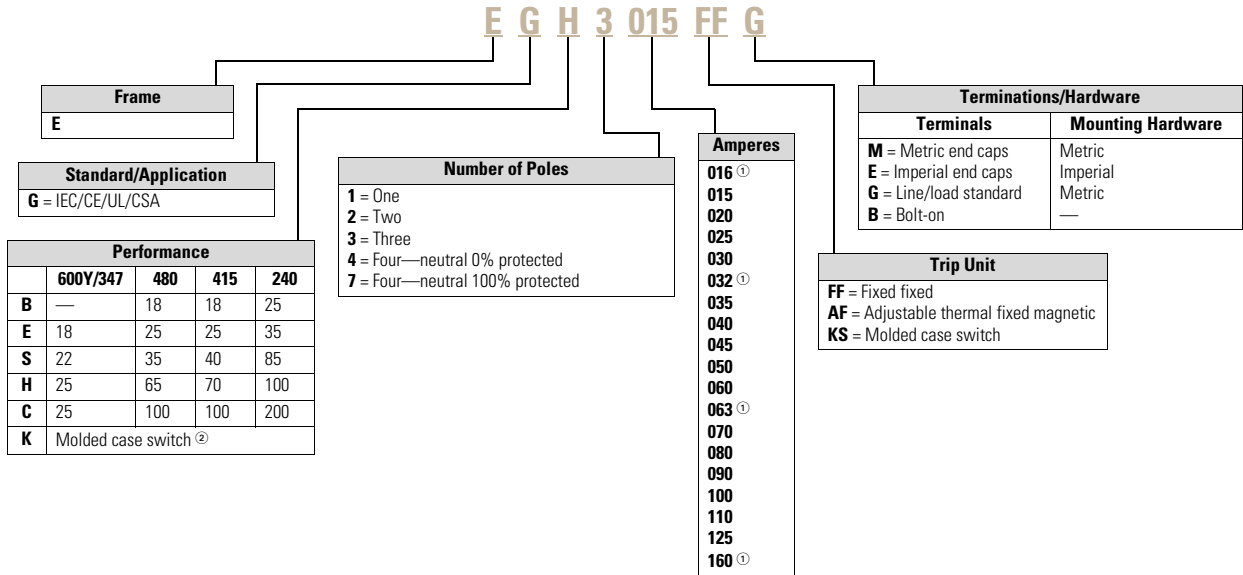 E G H 3 015 FF G
Frame
E
Standard/Application
G = IEC/CE/UL/CSA
Performance
600Y/347 480 415 240
B — 18 18 25
E 18 25 25 35
S 22 35 40 85
H 25 65 70 100
C 25 100 100 200
K Molded case switch ②
Number of Poles
1 = One
2 = Two
3 = Three
4 = Four—neutral 0% protected
7 = Four—neutral 100% protected
Amperes
016 ①
015
020
025
030
032 ①
035
040
045
050
060
063 ①
070
080
090
100
110
125
160 ①
Terminations/Hardware
Terminals Mounting Hardware
M = Metric end caps Metric
E = Imperial end caps Imperial
G = Line/load standard Metric
B = Bolt-on —
Trip Unit
FF = Fixed fixed
AF = Adjustable thermal fixed magnetic
KS = Molded case switch